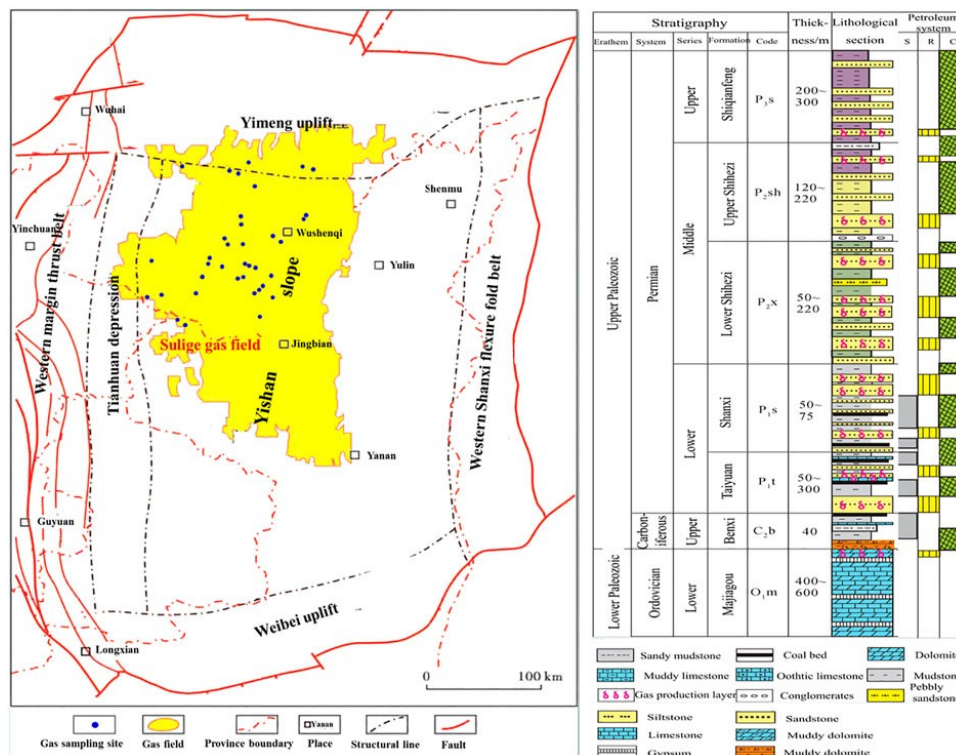 Wuhai
Yimeng uplift
Shenmu
Yinchuan
Wushenqi
Yulin
Western margin thrust belt
Tianhuan depression
slope
Western Shanxi flexure fold belt
Sulige gas field
Jingbian
Yishan
Yanan
Guyuan
Weibei uplift
Longxian
0 100 km
Gas sampling site
Gas field
Province boundary
Yanan
Place
Structural line
Fault
Stratigraphy Thick- Lithological Petroleum
ness/m section system
Erathem System Series Formation Code S R C
Upper Paleozoic
Permian
Upper
Shiqianfeng
P3s
200~
300
Middle
Upper Shihezi
P2sh
120~
220
Lower Shihezi
P2x
50~
220
Lower
Shanxi
P1s
50~
75
Taiyuan
P1t
50~
300
Carbon-
iferous
Upper
Benxi
C2b
40
Lower Paleozoic
Ordovician
Lower
Majiagou
O1m
400~
600
Sandy mudstone Coal bed Dolomite
Muddy limestone Oothtic limestone Mudston
Gas production layer Conglomerates Pebbly
sandston
Siltstone Sandstone
Limestone Muddy dolomite
Gypsum Muddy dolomite